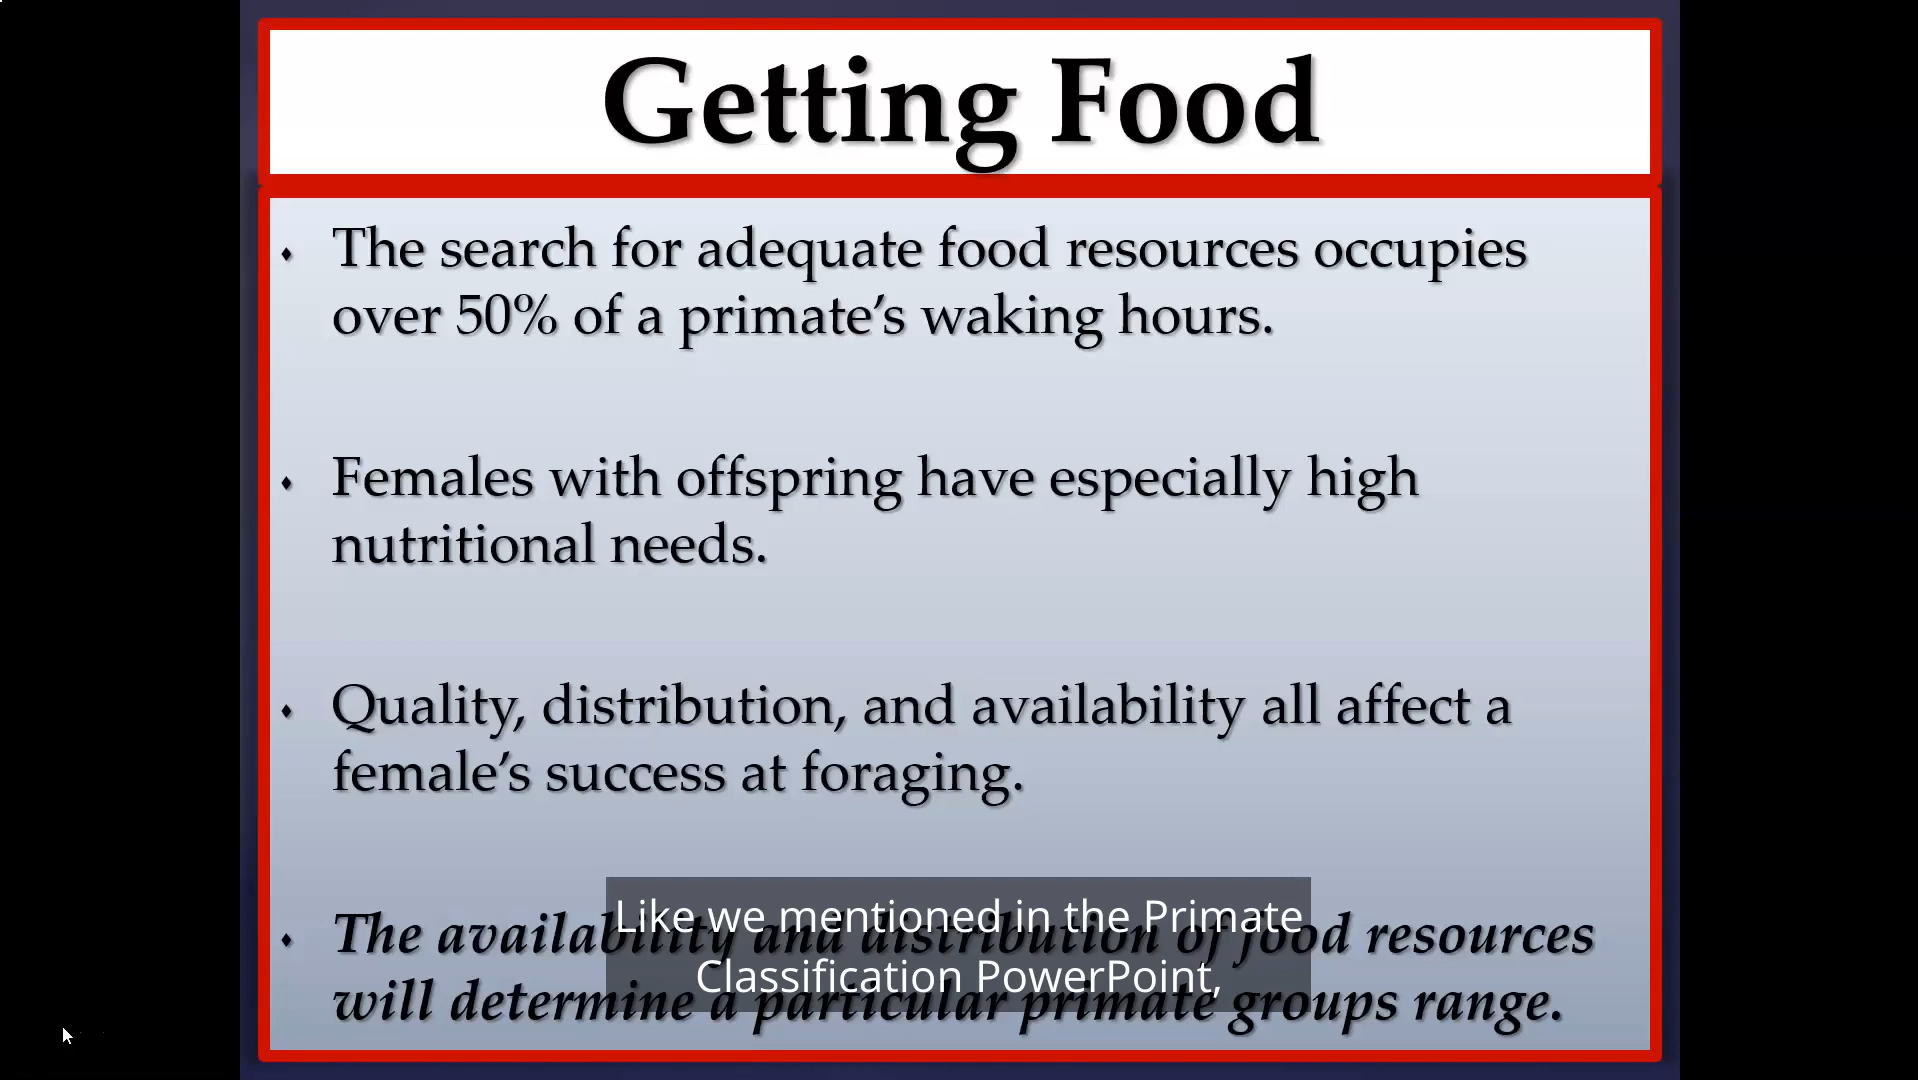 Getting Food
⬧ The search for adequate food resources occupies
over 50% of a primate’s waking hours.
⬧ Females with offspring have especially high
nutritional needs.
⬧ Quality, distribution, and availability all affect a
female’s success at foraging.
⬧ The availability and distribution of food resources
will determine a particular primate groups range.
Like we mentioned in the Primate
Classification PowerPoint,